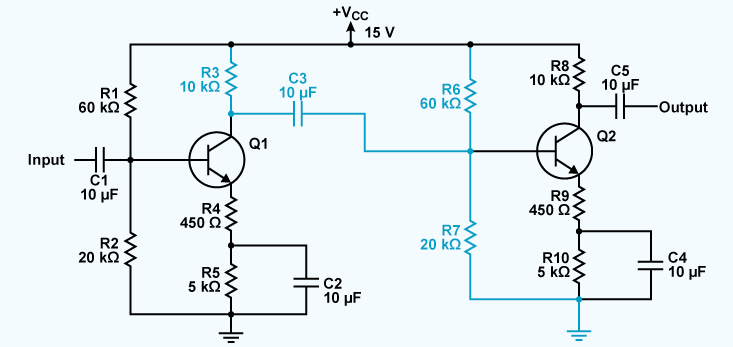 +VCC
15 V
R1
60 kΩ
R3
10 kΩ
C3
10 µF
R6
60 kΩ
R8
10 kΩ
C5
10 µF
Output
Q1
Q2
Input
C1
10 µF
R4
450 Ω
R9
450 Ω
R2
20 kΩ
R7
20 kΩ
R5
5 kΩ
C2
10 µF
R10
5 kΩ
C4
10 µF